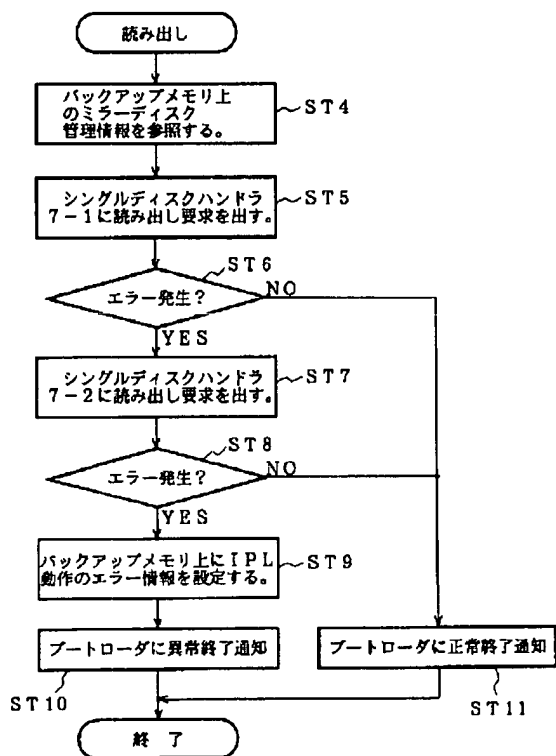 読み出し
バックアップメモリ上
のミラーディスク
管理情報を参照する。
ST4
シングルディスクハンドラ
7-1に読み出し要求を出す。
ST5
ST6
エラー発生?
NO
YES
シングルディスクハンドラ
7-2に読み出し要求を出す。
ST7
ST8
エラー発生?
NO
YES
バックアップメモリ上にIPL
動作のエラー情報を設定する。
ST9
ブートローダに異常終了通知
ブートローダに正常終了通知
ST10
ST11
終了